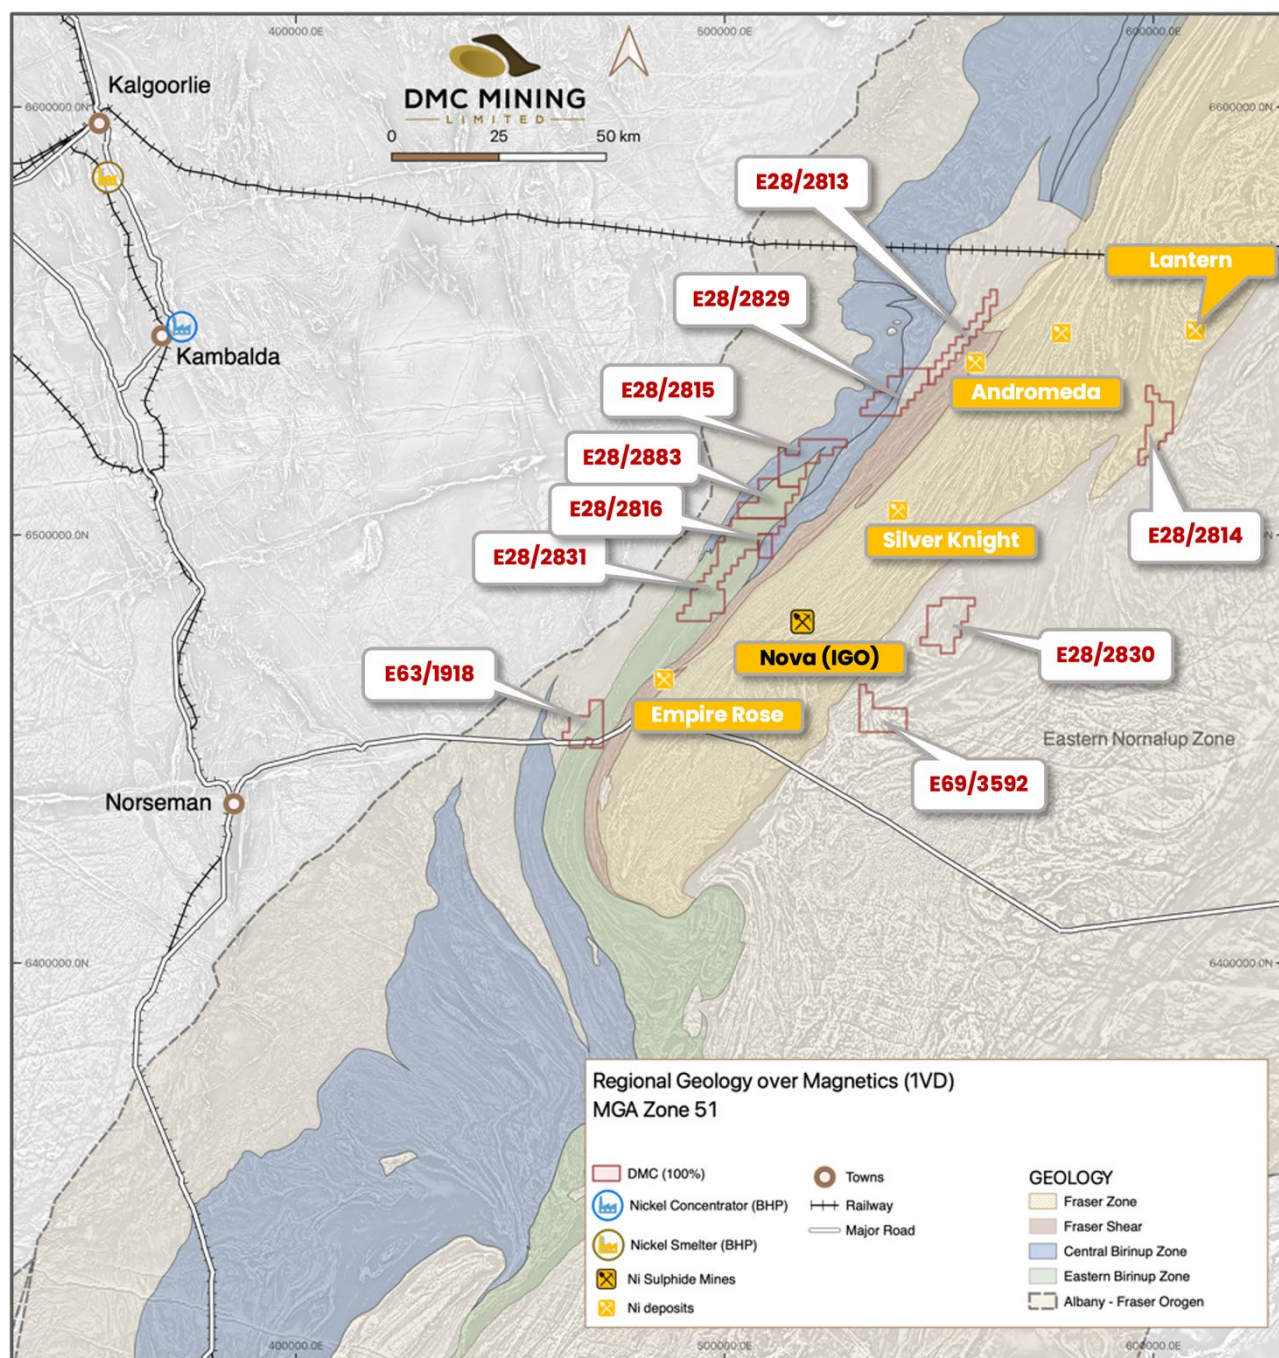 400000.0E
500000.0E
600000.0E
Kalgoorlie
6600000.0N
6600000.0N
DMC MINING
LIMITED
0 25 50 km
E28/2813
Lantern
E28/2829
Kambalda
E28/2815
Andromeda
E28/2883
E28/2816
6500000.0N
Silver Knight
E28/2814
E28/2831
Nova (IGO)
E28/2830
E63/1918
Empire Rose
Eastern Nornalup Zone
E69/3592
Norseman
6400000.0N
6400000.0N
Regional Geology over Magnetics (1VD)
MGA Zone 51
DMC (100%)
Nickel Concentrator (BHP)
Nickel Smelter (BHP)
Ni Sulphide Mines
Ni deposits
Towns
Railway
Major Road
GEOLOGY
Fraser Zone
Fraser Shear
Central Birinup Zone
Eastern Birinup Zone
Albany - Fraser Orogen
400000.0E
500000.0E
600000.0E